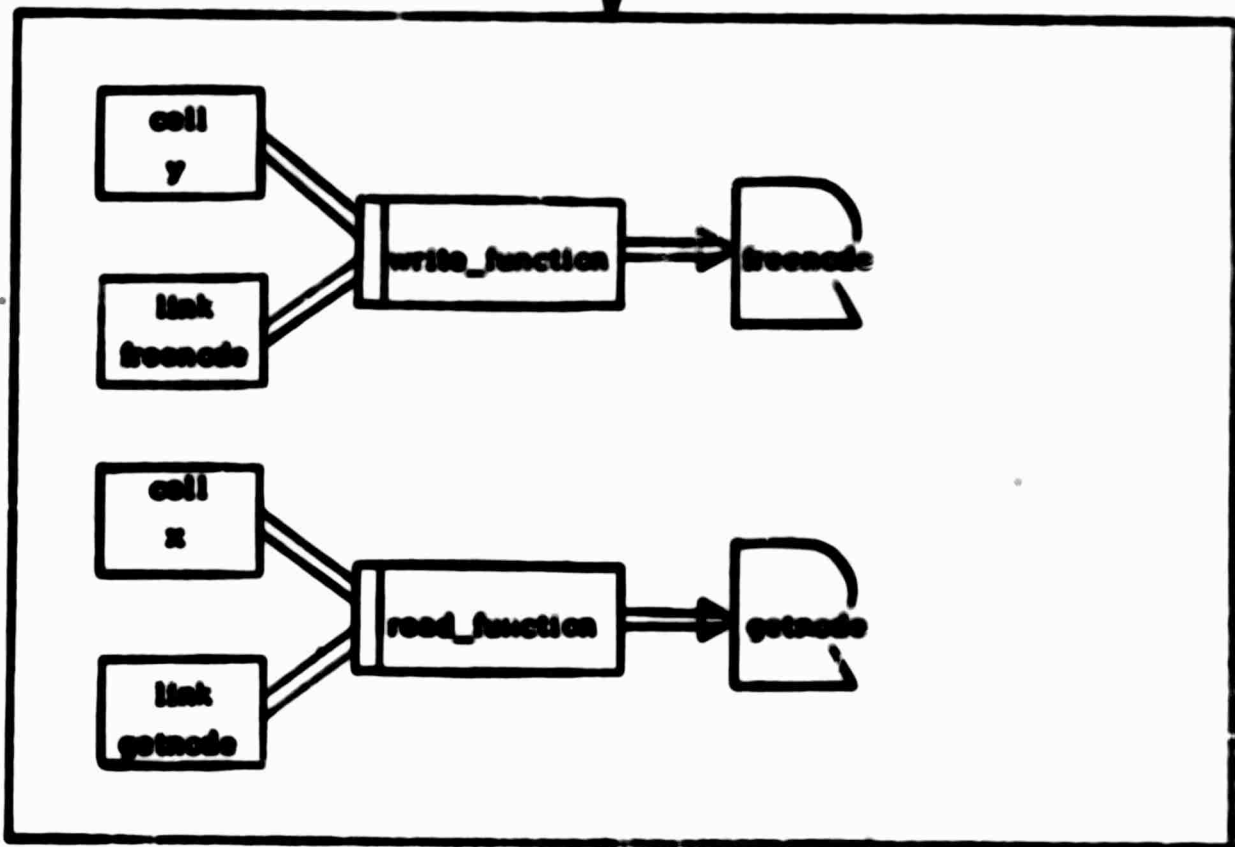 cell
y
write_function
freenode
link
freenode
cell
x
read_function
getnode
link
getnode